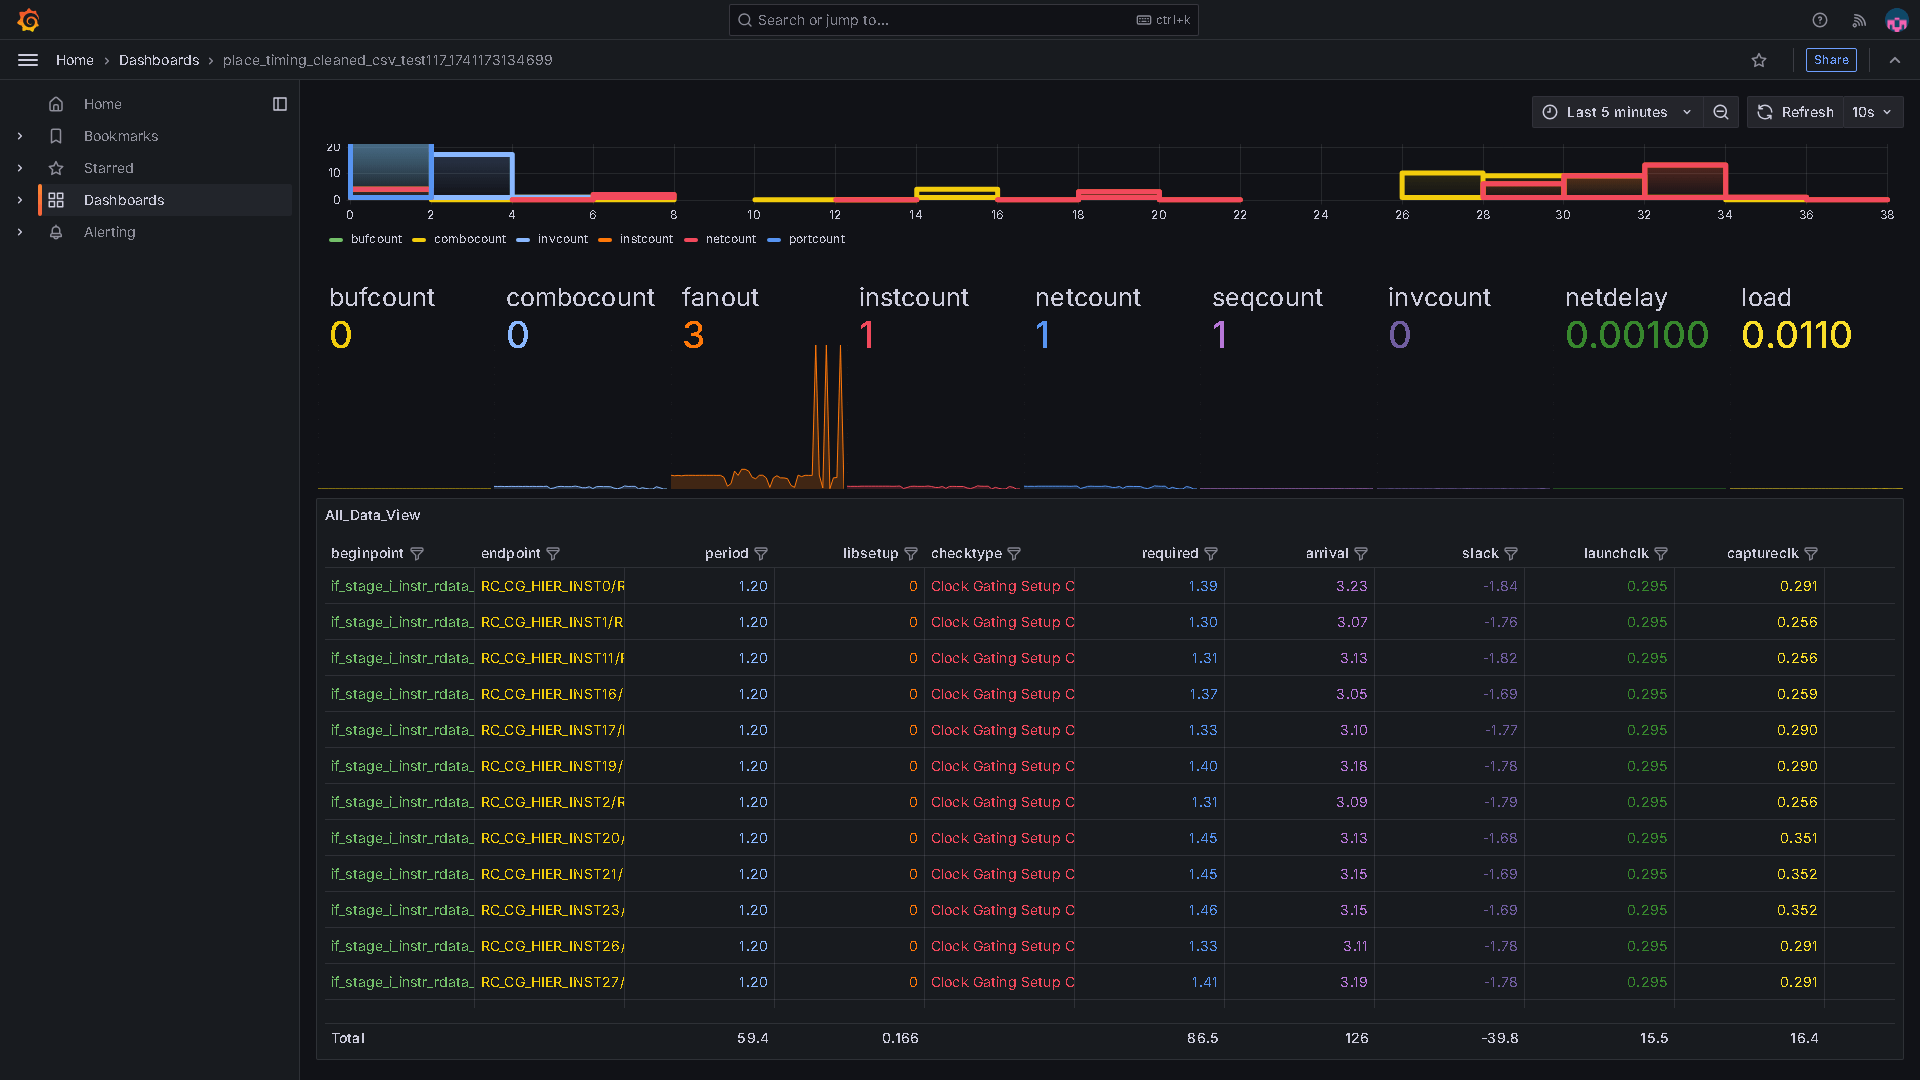 Search or jump to...
ctrl+k
Home
Dashboards
place_timing_cleaned_csv_test117_1741173134699
Share
Home
Bookmarks
Starred
Dashboards
Alerting
Last 5 minutes
Refresh
10s
20
10
0
0 2 4 6 8 10 12 14 16 18 20 22 24 26 28 30 32 34 36 38
bufcount combocount invcount instcount netcount portcount
bufcount combocount fanout instcount netcount seqcount invcount netdelay load
0 0 3 1 1 1 0 0.00100 0.0110
All_Data_View
beginpoint endpoint period libsetup checktype required arrival slack launchclk captureclk
if_stage_i_instr_rdata_ RC_CG_HIER_INST0/R 1.20 0 Clock Gating Setup C 1.39 3.23 -1.84 0.295 0.291
if_stage_i_instr_rdata_ RC_CG_HIER_INST1/R 1.20 0 Clock Gating Setup C 1.30 3.07 -1.76 0.295 0.256
if_stage_i_instr_rdata_ RC_CG_HIER_INST11/R 1.20 0 Clock Gating Setup C 1.31 3.13 -1.82 0.295 0.256
if_stage_i_instr_rdata_ RC_CG_HIER_INST16/ 1.20 0 Clock Gating Setup C 1.37 3.05 -1.69 0.295 0.259
if_stage_i_instr_rdata_ RC_CG_HIER_INST17/ 1.20 0 Clock Gating Setup C 1.33 3.10 -1.77 0.295 0.290
if_stage_i_instr_rdata_ RC_CG_HIER_INST19/ 1.20 0 Clock Gating Setup C 1.40 3.18 -1.78 0.295 0.290
if_stage_i_instr_rdata_ RC_CG_HIER_INST2/R 1.20 0 Clock Gating Setup C 1.31 3.09 -1.79 0.295 0.256
if_stage_i_instr_rdata_ RC_CG_HIER_INST20/ 1.20 0 Clock Gating Setup C 1.45 3.13 -1.68 0.295 0.351
if_stage_i_instr_rdata_ RC_CG_HIER_INST21/ 1.20 0 Clock Gating Setup C 1.45 3.15 -1.69 0.295 0.352
if_stage_i_instr_rdata_ RC_CG_HIER_INST23/ 1.20 0 Clock Gating Setup C 1.46 3.15 -1.69 0.295 0.352
if_stage_i_instr_rdata_ RC_CG_HIER_INST26/ 1.20 0 Clock Gating Setup C 1.33 3.11 -1.78 0.295 0.291
if_stage_i_instr_rdata_ RC_CG_HIER_INST27/ 1.20 0 Clock Gating Setup C 1.41 3.19 -1.78 0.295 0.291
Total 59.4 0.166 86.5 126 -39.8 15.5 16.4